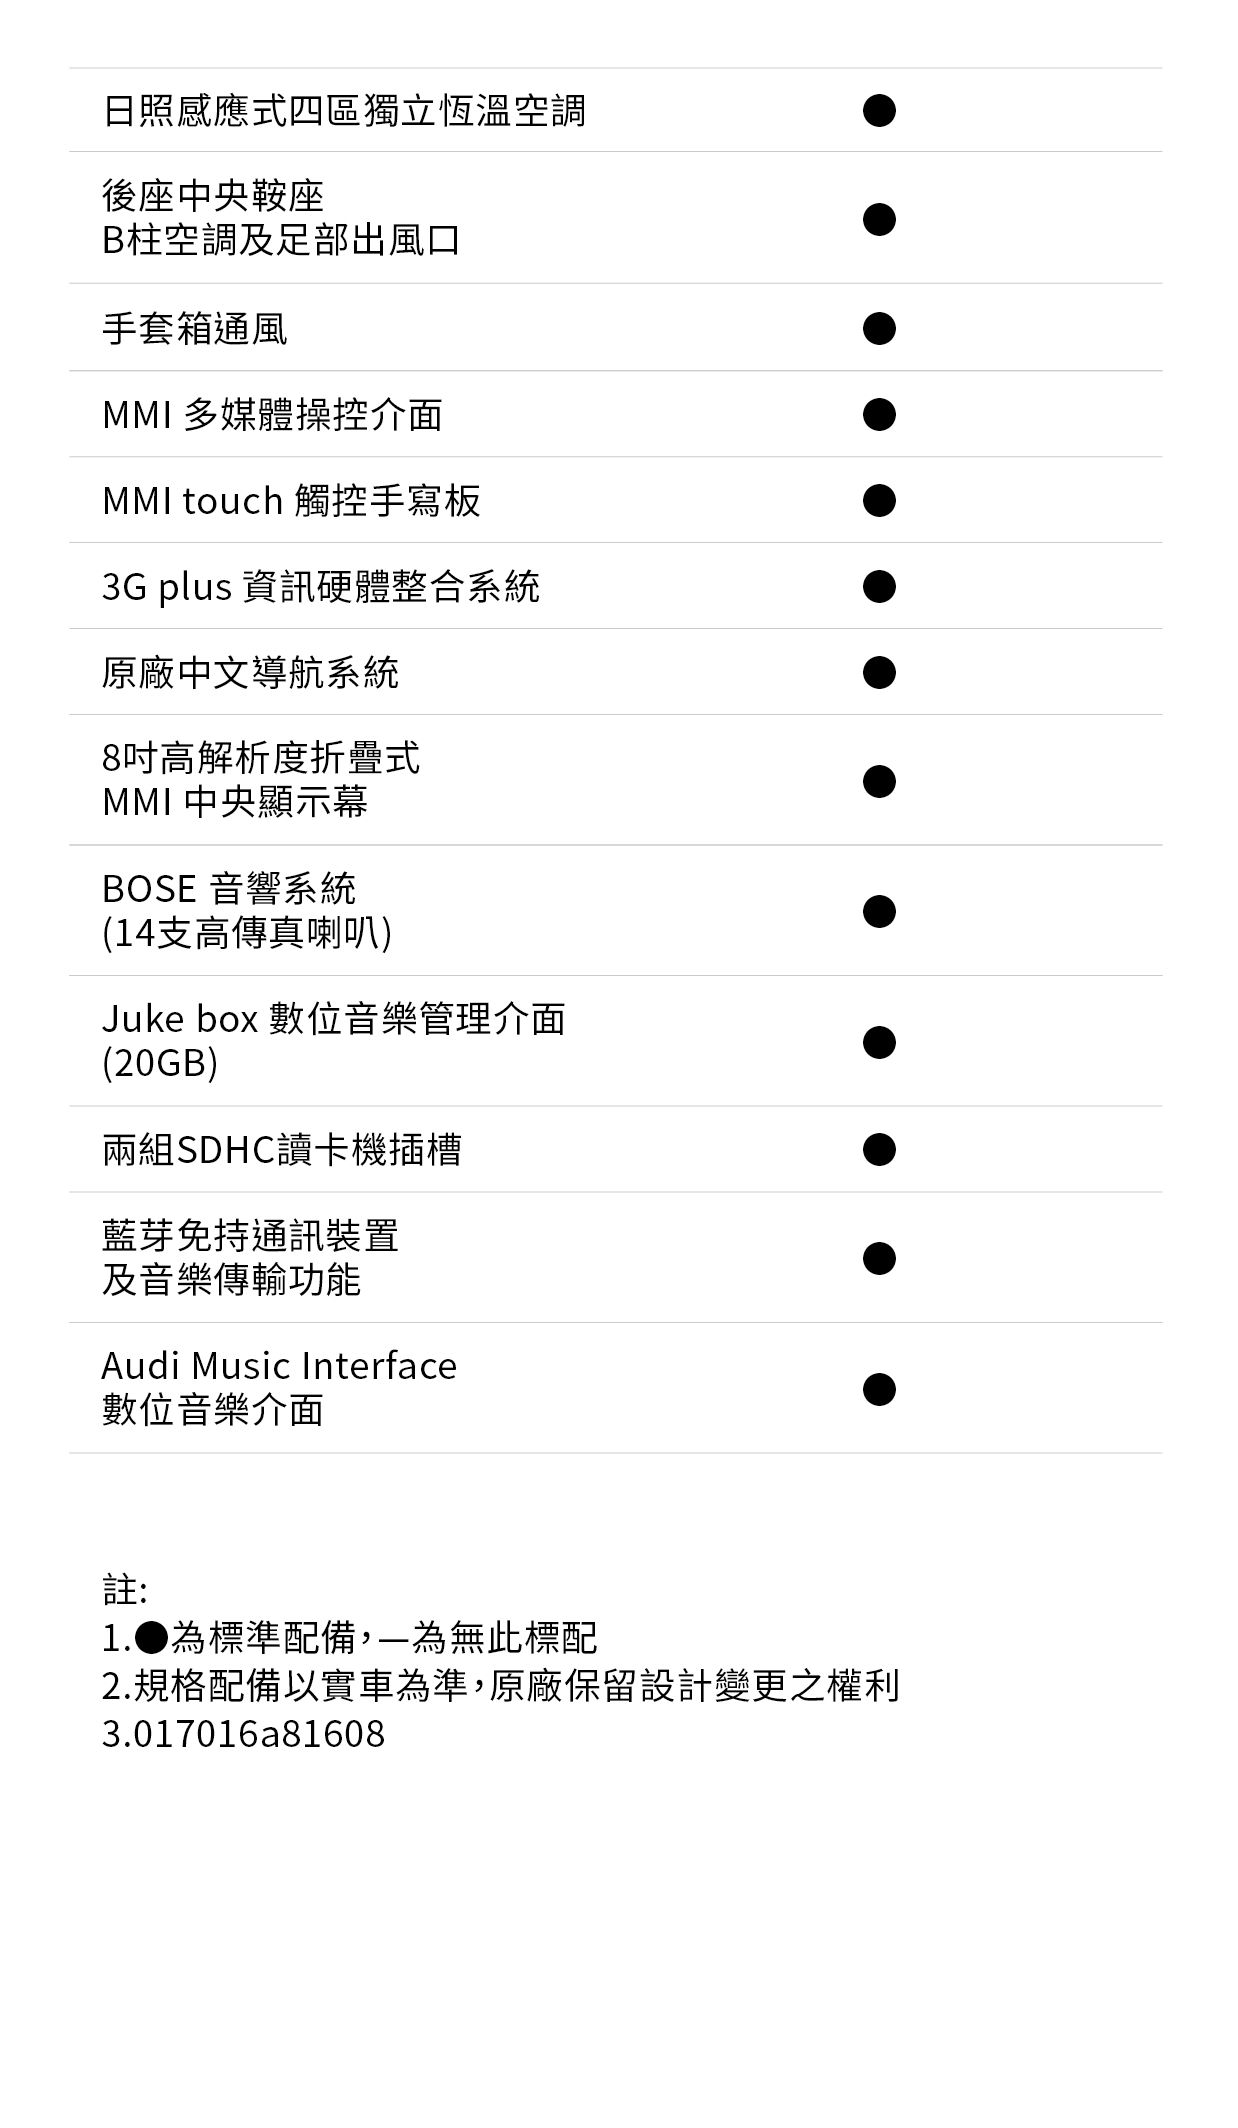 日照感應式四區獨立恆溫空調 ●
後座中央鞍座
B柱空調及足部出風口 ●
手套箱通風 ●
MMI 多媒體操控介面 ●
MMI touch 觸控手寫板 ●
3G plus 資訊硬體整合系統 ●
原廠中文導航系統 ●
8吋高解析度折疊式
MMI 中央顯示幕 ●
BOSE 音響系統
(14支高傳真喇叭) ●
Juke box 數位音樂管理介面
(20GB) ●
兩組SDHC讀卡機插槽 ●
藍芽免持通訊裝置
及音樂傳輸功能 ●
Audi Music Interface
數位音樂介面 ●
註:
1.●為標準配備，—為無此標配
2.規格配備以實車為準，原廠保留設計變更之權利
3.017016a81608